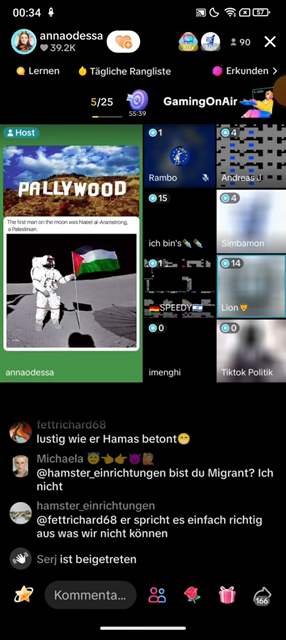 00:34
57
annaodessa
39.2K
90
Lernen
Tägliche Rangliste
Erkunden >
5/25
55:39
GamingOnAir
Host
1
4
PALLYWOOD
Rambo
Andreas J
The first man on the moon was Naeed al-Aramstrong,
a Palestinian.
15
4
ich bin's✒️✒️
Simbamon
1
14
🇩🇪SPEEDY🇮🇱
Lion🦁
0
0
annaodessa
imenghi
Tiktok Politik
fettrichard68
lustig wie er Hamas betont😁
Michaela 😇👈👉😈🙋
@hamster_einrichtungen bist du Migrant? Ich
nicht
hamster_einrichtungen
@fettrichard68 er spricht es einfach richtig
aus was wir nicht können
Serj ist beigetreten
Kommenta...
166